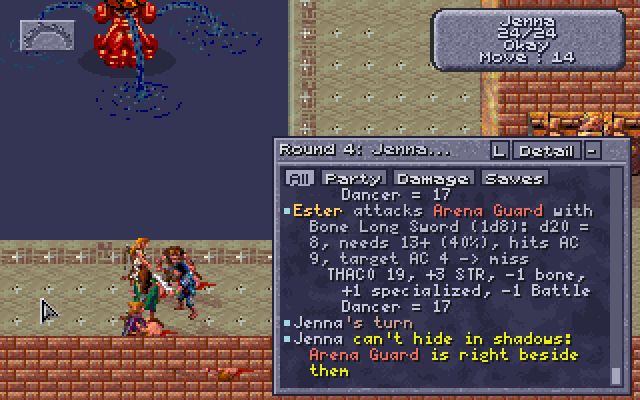 Jenna
24/24
Okay
Move : 14
Round 4: Jenna... L Detail -
All Party Damage Saves
Dancer = 17
Ester attacks Arena Guard with
Bone Long Sword (1d8): d20 =
8, needs 13+ (40%), hits AC
9, target AC 4 -> miss
THAC0 19, +3 STR, -1 bone,
+1 specialized, -1 Battle
Dancer = 17
Jenna's turn
Jenna can't hide in shadows:
Arena Guard is right beside
them